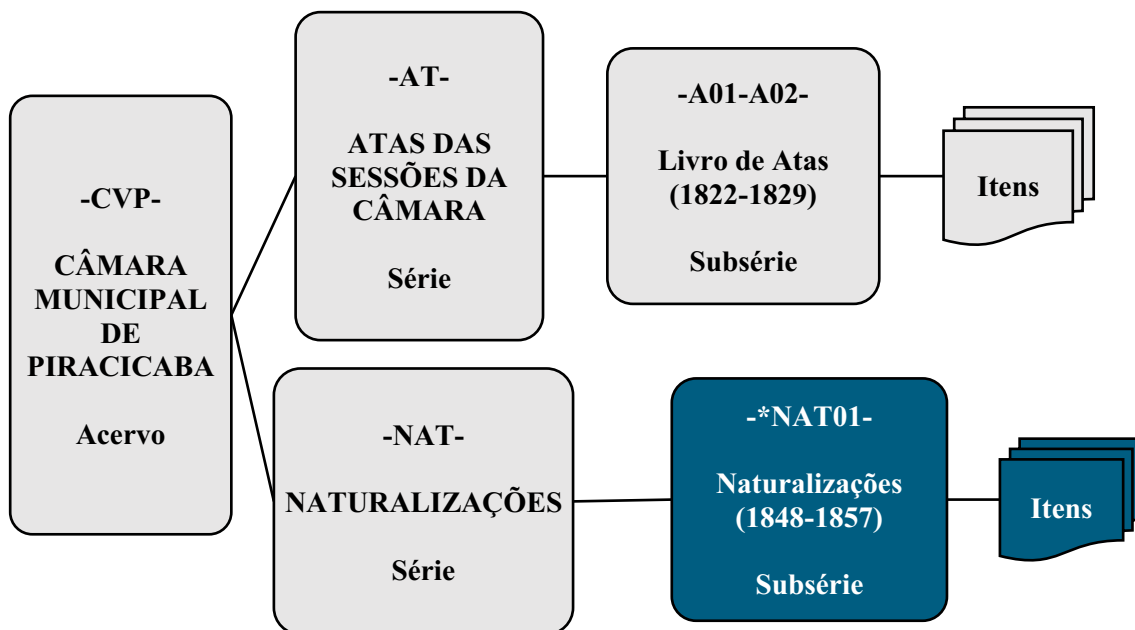 -CVP-
CÂMARA
MUNICIPAL
DE
PIRACICABA
Acervo
-AT-
ATAS DAS
SESSÕES DA
CÂMARA
Série
-A01-A02-
Livro de Atas
(1822-1829)
Subsérie
Itens
-NAT-
NATURALIZAÇÕES
Série
-*NAT01-
Naturalizações
(1848-1857)
Subsérie
Itens